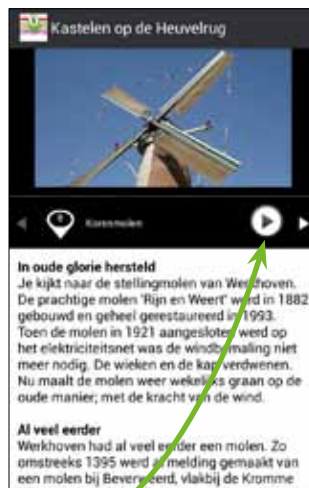 Kastelen op de Heuvelrug
Korenmolen
In oude glorie hersteld
Je kijkt naar de stellingmolen van Werkhoven.
De prachtige molen 'Rijn en Weert' werd in 1882
gebouwd en geheel gerestaureerd in 1993.
Toen de molen in 1921 aangesloten werd op
het elektriciteitsnet was de windbemaling niet
meer nodig. De wieken en de kap verdwenen.
Nu maalt de molen weer wekelijks graan op de
oude manier; met de kracht van de wind.
Al veel eerder
Werkhoven had al veel eerder een molen. Zo
omstreeks 1395 werd al melding gemaakt van
een molen bij Beverweerd, vlakbij de Kromme